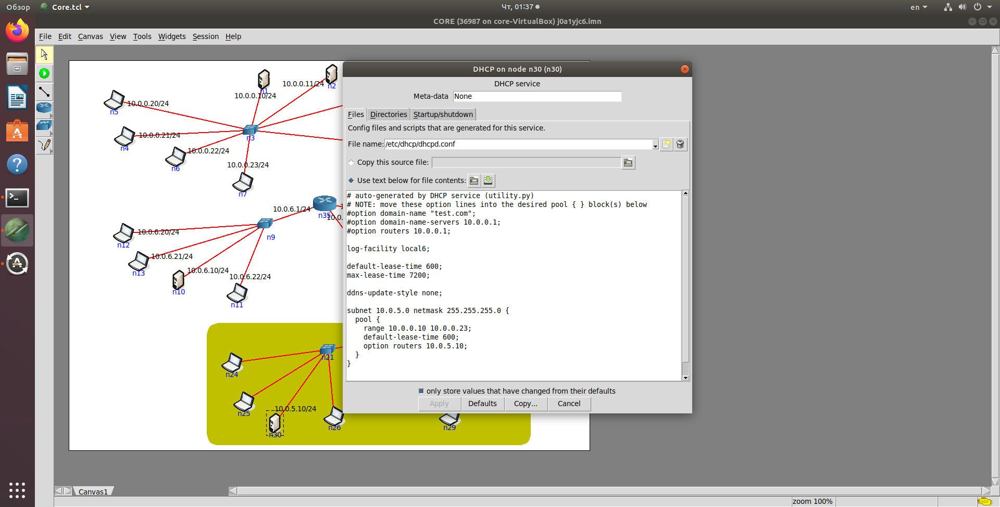 Обзор
Core.tcl
Чт, 01:37
en
CORE (36987 on core-VirtualBox) j0a1yjc6.imn
File Edit Canvas View Tools Widgets Session Help
n1
10.0.0.10/24
10.0.0.11/24
n2
n5
10.0.0.20/24
n3
n4
10.0.0.21/24
n6
10.0.0.22/24
10.0.0.23/24
n7
10.0.6.1/24
n35
10.0.
n9
10.0.6.20/24
n12
10.0.6.21/24
n13
10.0.6.10/24
n10
10.0.6.22/24
n11
n21
n24
n25
10.0.5.10/24
n30
n26
n29
DHCP on node n30 (n30)
DHCP service
Meta-data None
Files Directories Startup/shutdown
Config files and scripts that are generated for this service.
File name: /etc/dhcp/dhcpd.conf
Copy this source file:
Use text below for file contents:
# auto-generated by DHCP service (utility.py)
# NOTE: move these option lines into the desired pool { } block(s) below
#option domain-name "test.com";
#option domain-name-servers 10.0.0.1;
#option routers 10.0.0.1;
log-facility local6;
default-lease-time 600;
max-lease-time 7200;
ddns-update-style none;
subnet 10.0.5.0 netmask 255.255.255.0 {
pool {
range 10.0.0.10 10.0.0.23;
default-lease-time 600;
option routers 10.0.5.10;
}
}
only store values that have changed from their defaults
Apply Defaults Copy... Cancel
Canvas1
zoom 100%